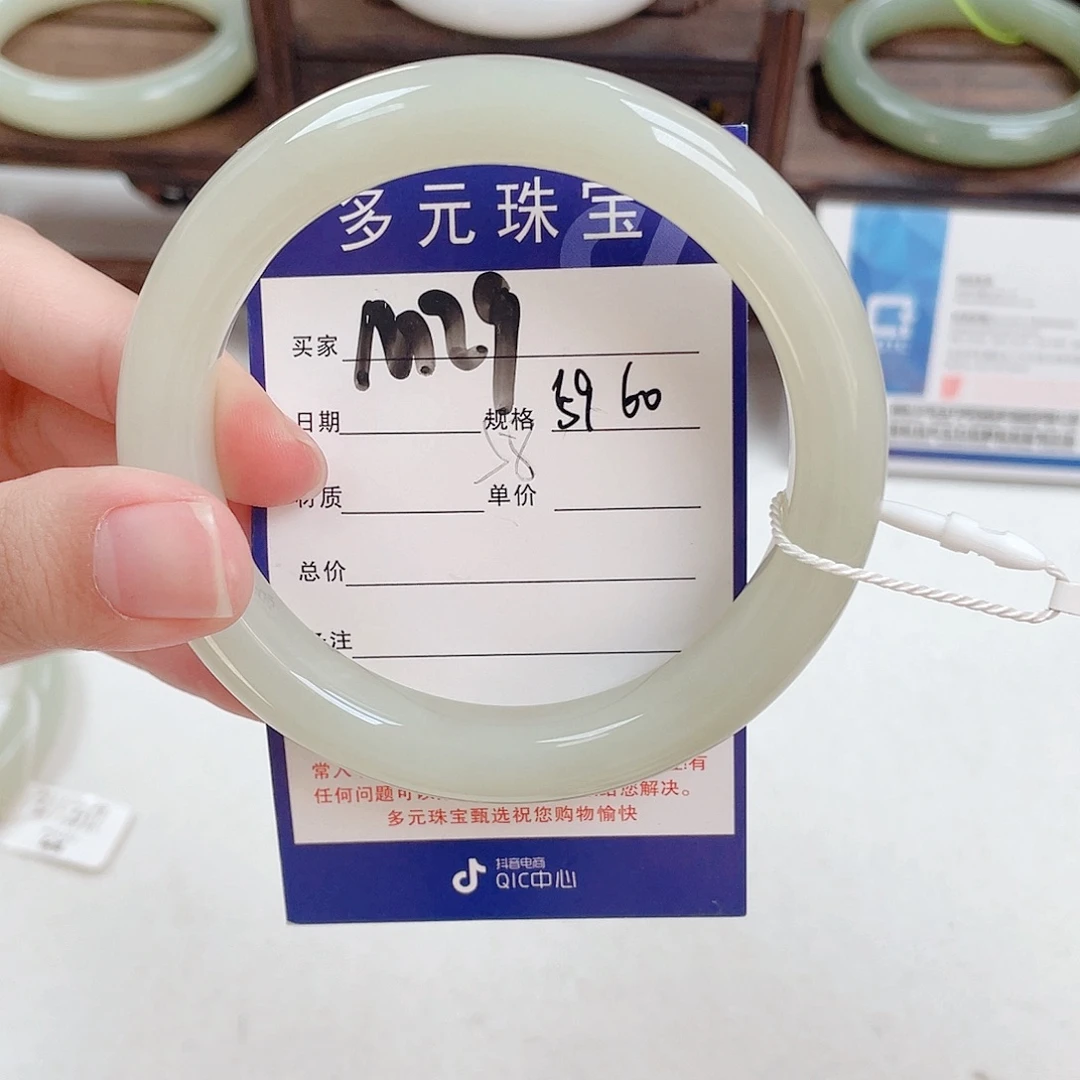 多元珠宝
买家 M29
日期 规格 59 60
58
材质 单价
总价
注
任何问题可 您解决。
多元珠宝甄选祝您购物愉快
抖音电商
QIC中心